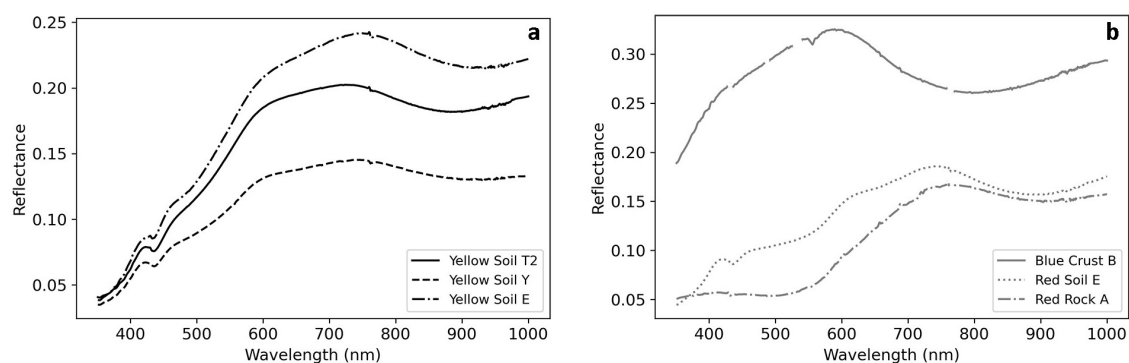 a
0.25
0.20
0.15
0.10
0.05
Reflectance
Yellow Soil T2
Yellow Soil Y
Yellow Soil E
400 500 600 700 800 900 1000
Wavelength (nm)
b
0.30
0.25
0.20
0.15
0.10
0.05
Reflectance
Blue Crust B
Red Soil E
Red Rock A
400 500 600 700 800 900 1000
Wavelength (nm)